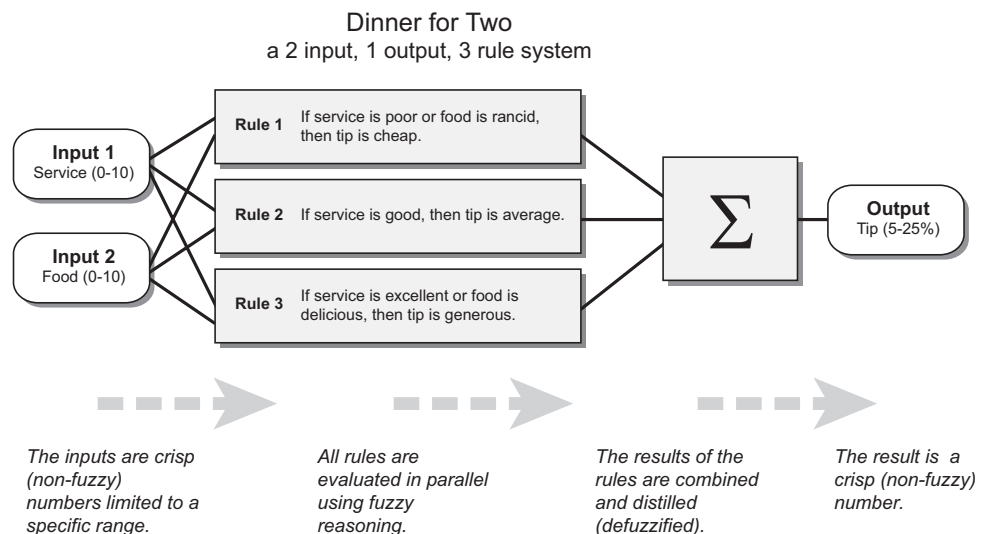 Dinner for Two
a 2 input, 1 output, 3 rule system
Input 1
Service (0-10)
Input 2
Food (0-10)
Rule 1 If service is poor or food is rancid,
then tip is cheap.
Rule 2 If service is good, then tip is average.
Rule 3 If service is excellent or food is
delicious, then tip is generous.
Σ
Output
Tip (5-25%)
The inputs are crisp
(non-fuzzy)
numbers limited to a
specific range.
All rules are
evaluated in parallel
using fuzzy
reasoning.
The results of the
rules are combined
and distilled
(defuzzified).
The result is a
crisp (non-fuzzy)
number.